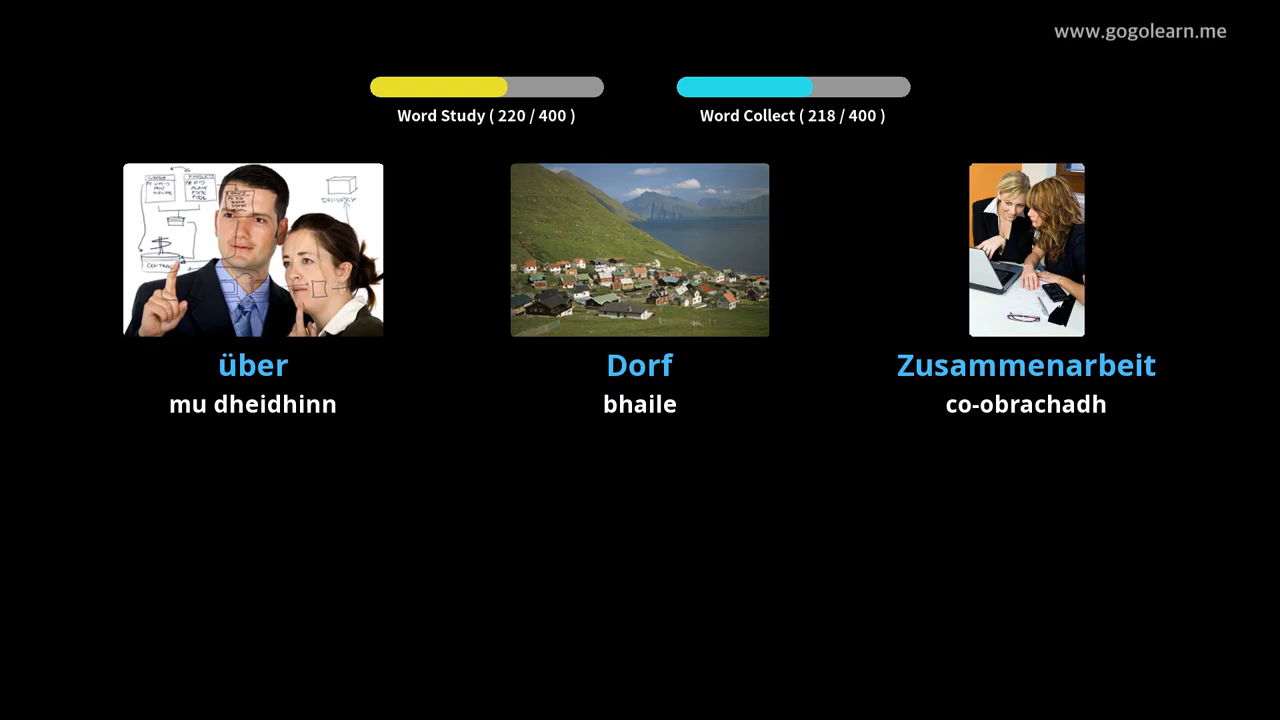 www.gogolearn.me
Word Study ( 220 / 400 )
Word Collect ( 218 / 400 )
DELIVERY
über
Dorf
Zusammenarbeit
mu dheidhinn
bhaile
co-obrachadh